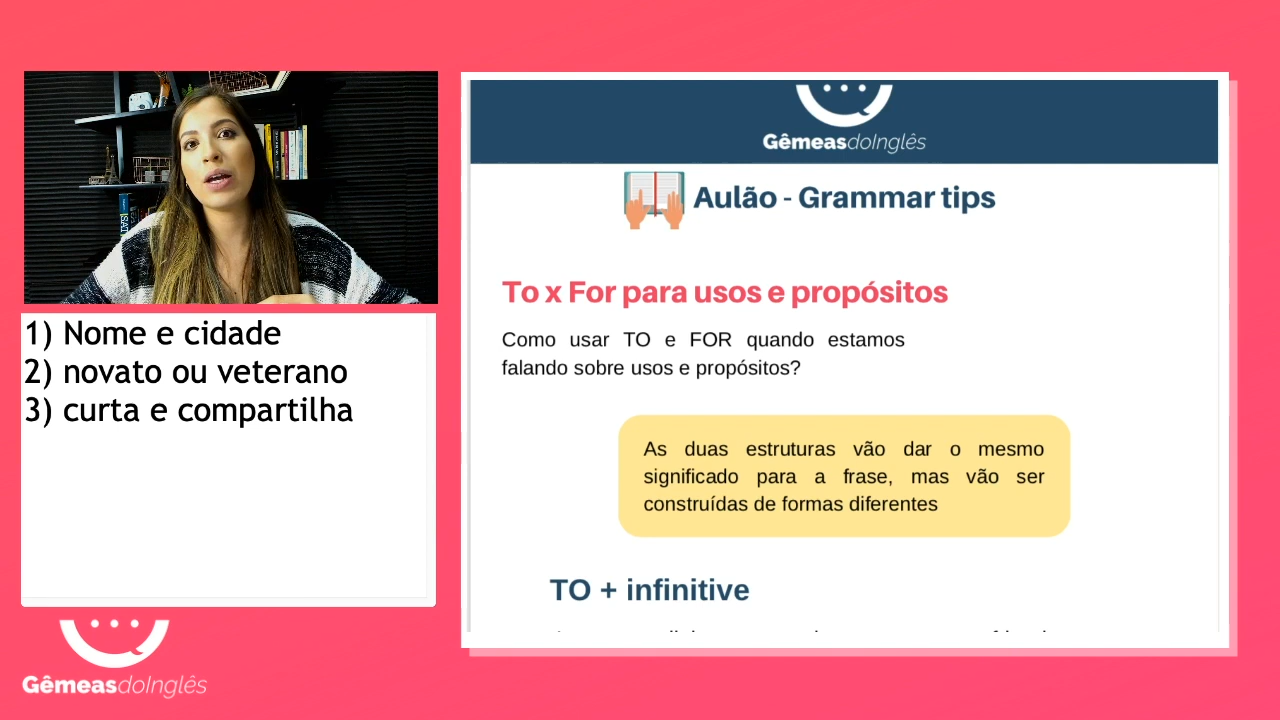 1) Nome e cidade
2) novato ou veterano
3) curta e compartilha
GêmeasdoInglês
GêmeasdoInglês
Aulão - Grammar tips
To x For para usos e propósitos
Como usar TO e FOR quando estamos
falando sobre usos e propósitos?
As duas estruturas vão dar o mesmo
significado para a frase, mas vão ser
construídas de formas diferentes
TO + infinitive